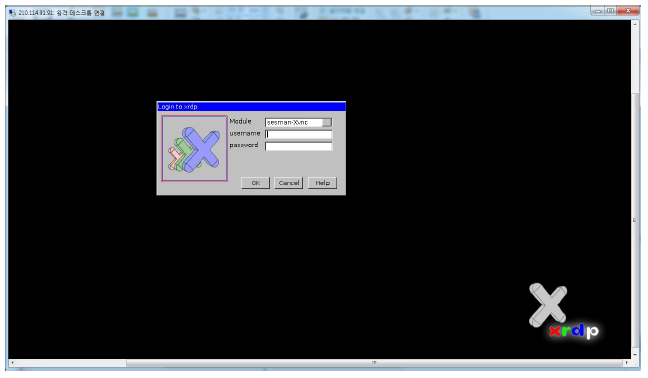 210.114.91.91: 원격 데스크톱 연결
Login to xrdp
Module sesman-Xvnc
username
password
OK Cancel Help
xrdp